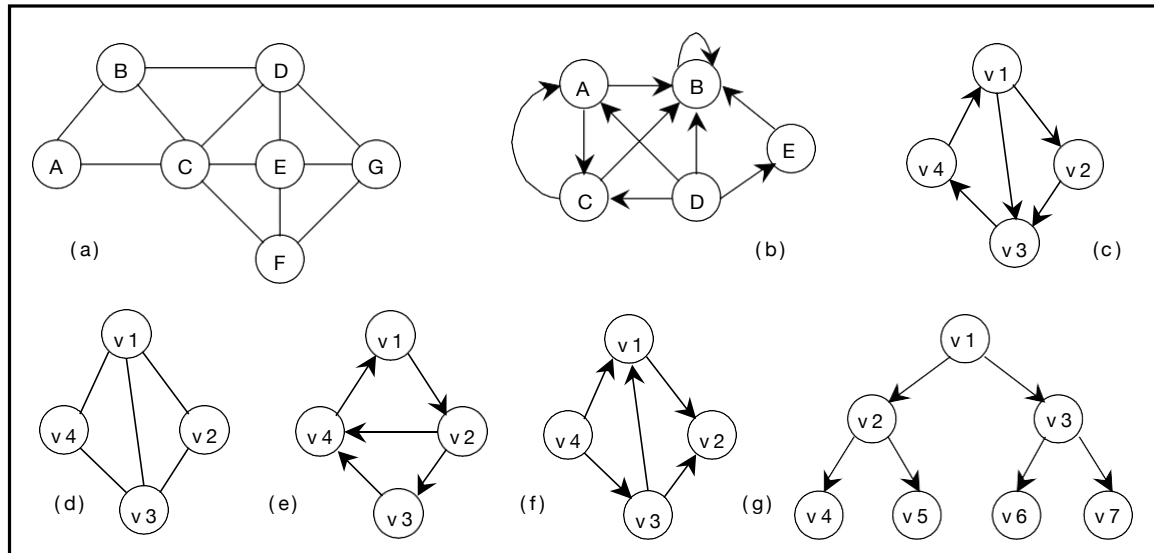 B D
A C E G
F
(a)
A B
E
C D
(b)
v1
v4 v2
v3
(c)
v1
v4 v2
v3
(d)
v1
v4 v2
v3
(e)
v1
v4 v2
v3
(f)
v1
v2 v3
v4 v5 v6 v7
(g)